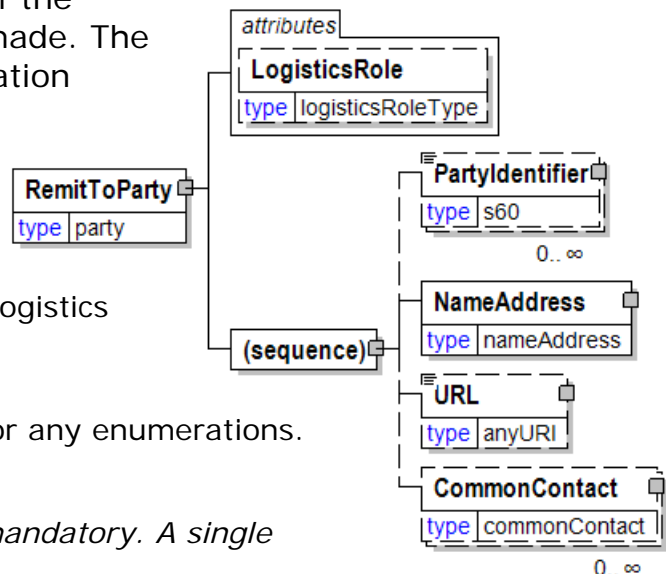 r the
made. The
ation
attributes
LogisticsRole
type logisticsRoleType
RemitToParty
type party
PartyIdentifier
type s60
0.. ∞
ogistics
NameAddress
type nameAddress
(sequence)
URL
type anyURI
or any enumerations.
CommonContact
type commonContact
mandatory. A single
0 ∞